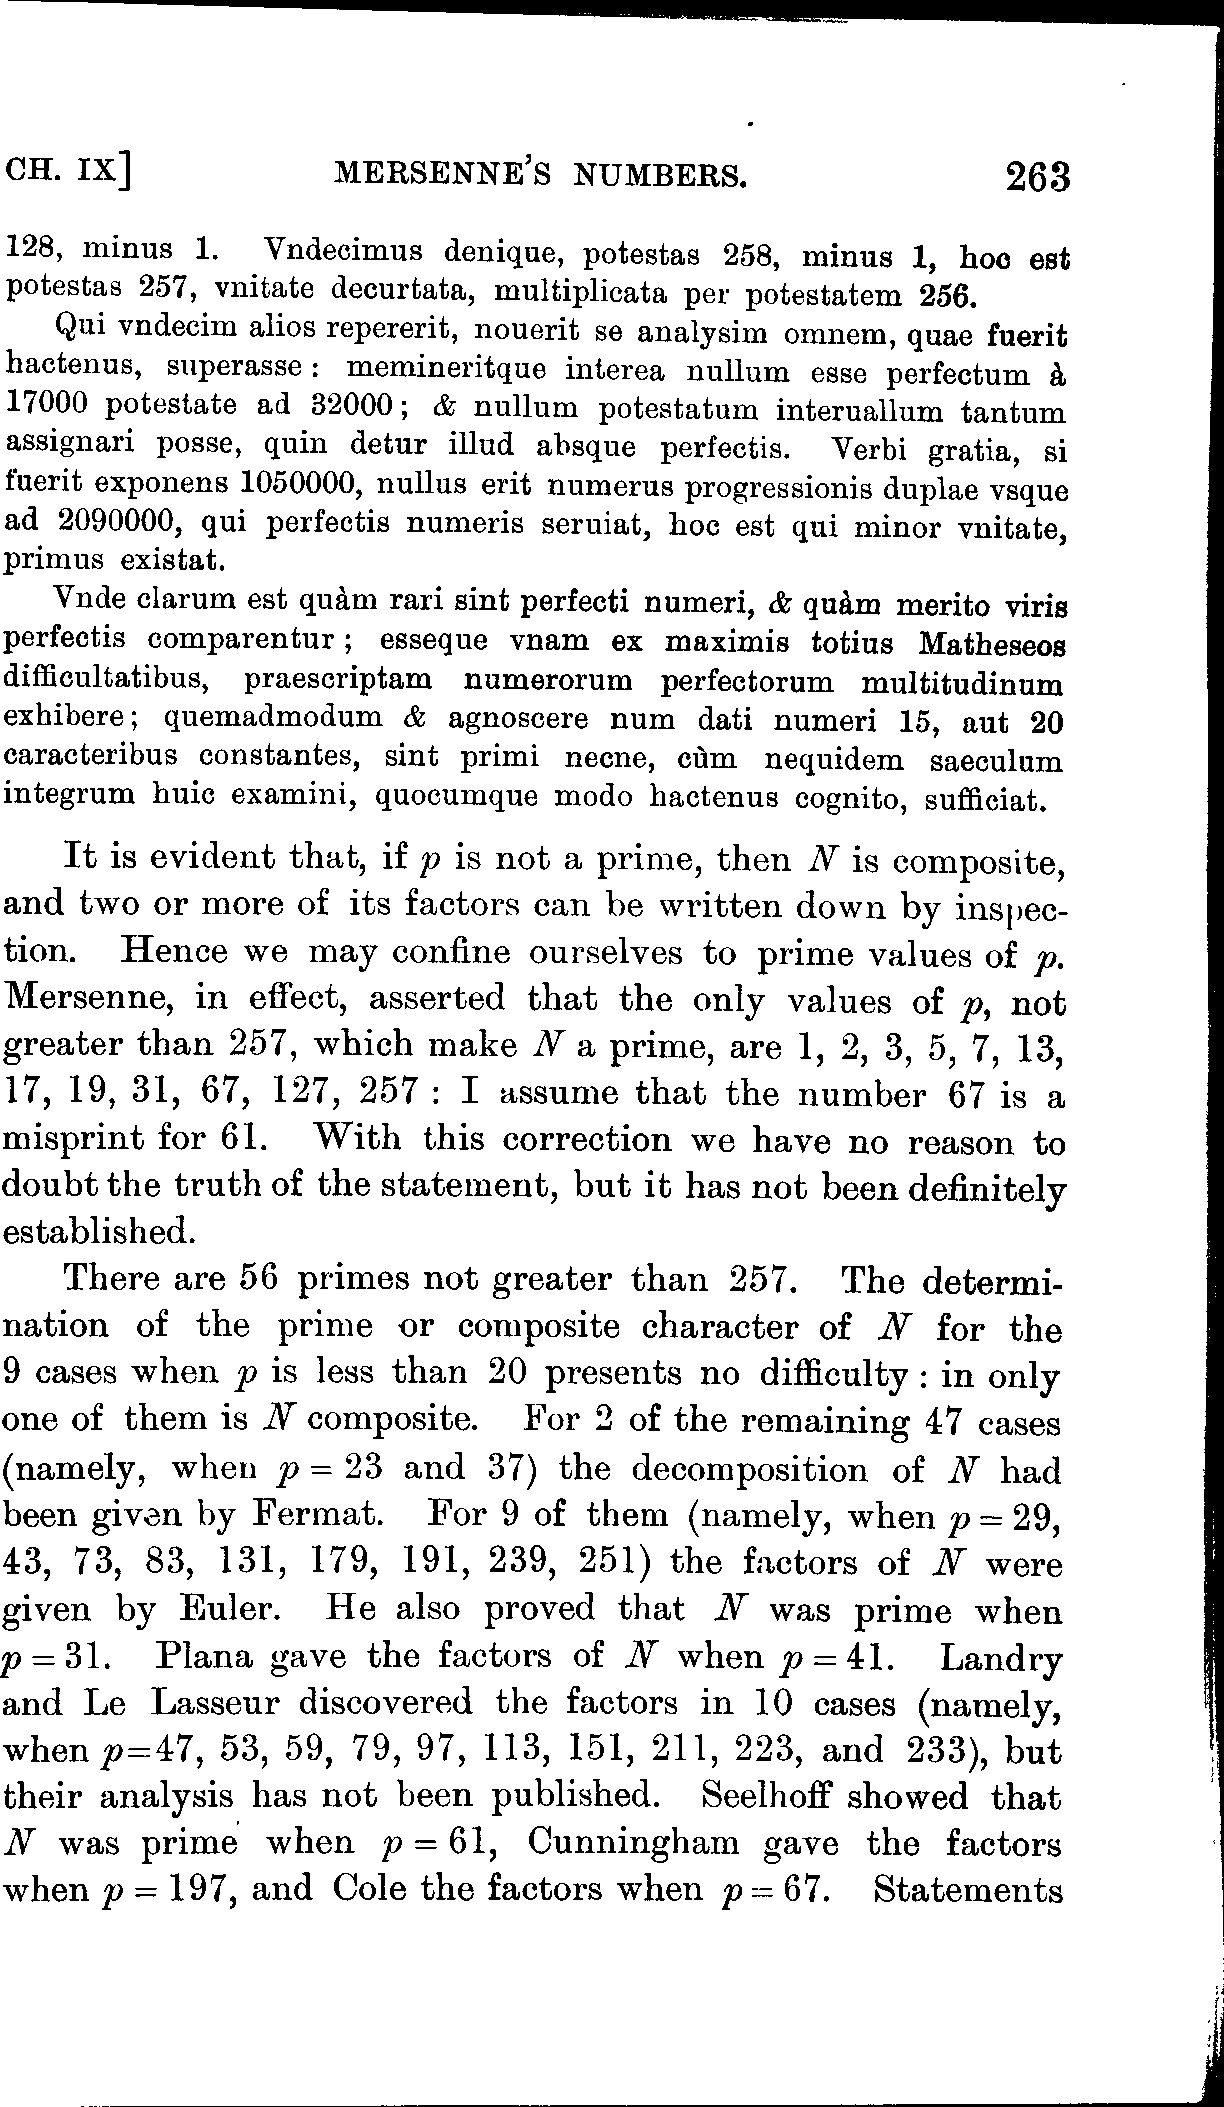 CH. IX] MERSENNE'S NUMBERS. 263
128, minus 1. Vndecimus denique, potestas 258, minus 1, hoc est
potestas 257, vnitate decurtata, multiplicata per potestatem 256.
Qui vndecim alios repererit, nouerit se analysim omnem, quae fuerit
hactenus, superasse: memineritque interea nullum esse perfectum à
17000 potestate ad 32000; & nullum potestatum interuallum tantum
assignari posse, quin detur illud absque perfectis. Verbi gratia, si
fuerit exponens 1050000, nullus erit numerus progressionis duplae vsque
ad 2090000, qui perfectis numeris seruiat, hoc est qui minor vnitate,
primus existat.
Vnde clarum est quàm rari sint perfecti numeri, & quàm merito viris
perfectis comparentur; esseque vnam ex maximis totius Matheseos
difficultatibus, praescriptam numerorum perfectorum multitudinum
exhibere; quemadmodum & agnoscere num dati numeri 15, aut 20
caracteribus constantes, sint primi necne, cùm nequidem saeculum
integrum huic examini, quocumque modo hactenus cognito, sufficiat.
It is evident that, if p is not a prime, then N is composite,
and two or more of its factors can be written down by inspec-
tion. Hence we may confine ourselves to prime values of p.
Mersenne, in effect, asserted that the only values of p, not
greater than 257, which make N a prime, are 1, 2, 3, 5, 7, 13,
17, 19, 31, 67, 127, 257: I assume that the number 67 is a
misprint for 61. With this correction we have no reason to
doubt the truth of the statement, but it has not been definitely
established.
There are 56 primes not greater than 257. The determi-
nation of the prime or composite character of N for the
9 cases when p is less than 20 presents no difficulty: in only
one of them is N composite. For 2 of the remaining 47 cases
(namely, when p = 23 and 37) the decomposition of N had
been given by Fermat. For 9 of them (namely, when p = 29,
43, 73, 83, 131, 179, 191, 239, 251) the factors of N were
given by Euler. He also proved that N was prime when
p = 31. Plana gave the factors of N when p = 41. Landry
and Le Lasseur discovered the factors in 10 cases (namely,
when p=47, 53, 59, 79, 97, 113, 151, 211, 223, and 233), but
their analysis has not been published. Seelhoff showed that
N was prime when p = 61, Cunningham gave the factors
when p = 197, and Cole the factors when p = 67. Statements